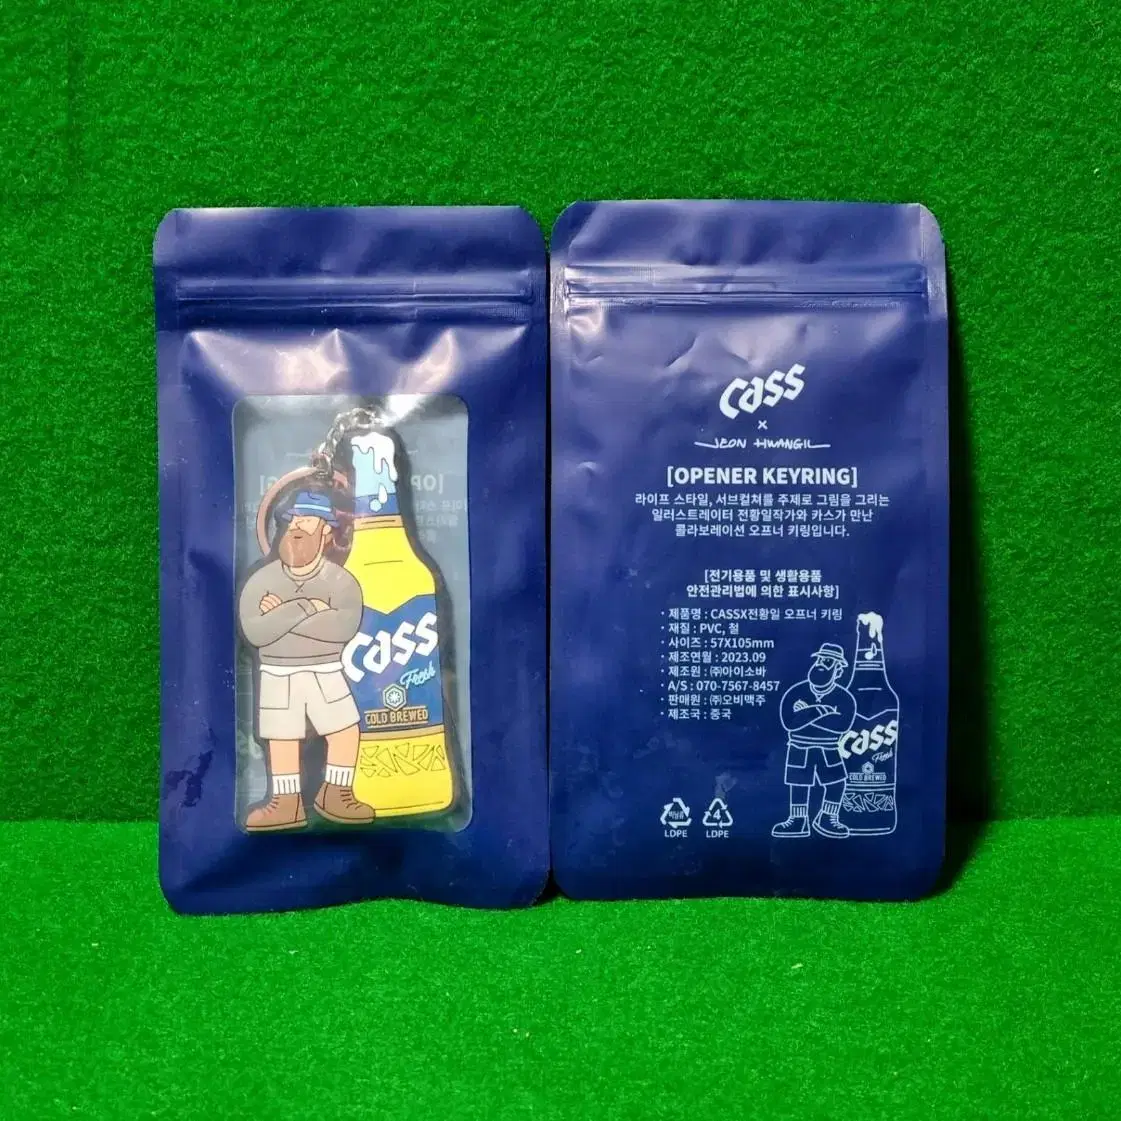 Cass
Fresh
COLD BREWED
Cass
x
JEON HWANGIL
[OPENER KEYRING]
라이프 스타일, 서브컬쳐를 주제로 그림을 그리는
일러스트레이터 전황일작가와 카스가 만난
콜라보레이션 오프너 키링입니다.
[전기용품 및 생활용품
안전관리법에 의한 표시사항]
· 제품명 : CASSX전황일 오프너 키링
· 재질 : PVC, 철
· 사이즈 : 57X105mm
· 제조연월 : 2023.09
· 제조원 : ㈜아이소바
· A/S : 070-7567-8457
· 판매원 : ㈜오비맥주
· 제조국 : 중국
Cass
Fresh
COLD BREWED
비닐류
LDPE
4
LDPE